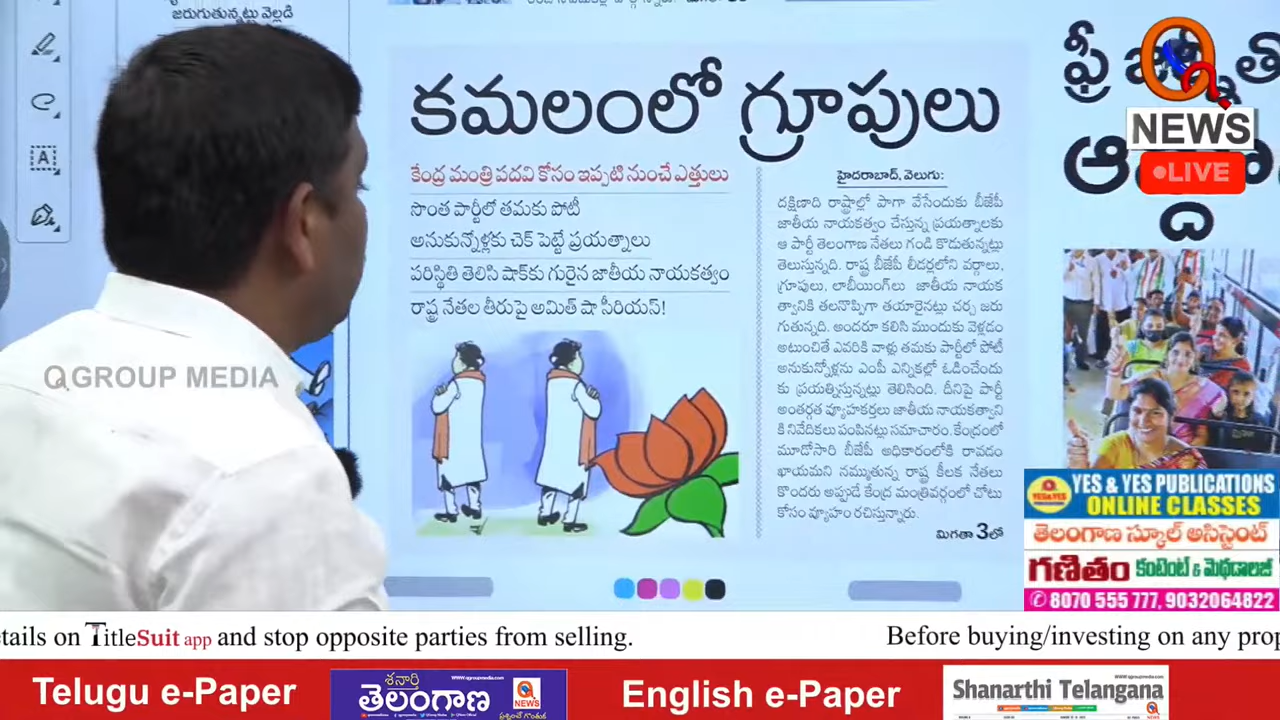 జరుగుతున్నట్టు వెల్లడి
కమలంలో గ్రూపులు
కేంద్ర మంత్రి పదవి కోసం ఇప్పటి నుంచే ఎత్తులు
సొంత పార్టీలో తమకు పోటీ
అనుకున్నోళ్లకు చెక్ పెట్టే ప్రయత్నాలు
పరిస్థితి తెలిసి షాక్‌కు గురైన జాతీయ నాయకత్వం
రాష్ట్ర నేతల తీరుపై అమిత్ షా సీరియస్!
హైదరాబాద్, వెలుగు:
దక్షిణాది రాష్ట్రాల్లో పాగా వేసేందుకు బీజేపీ
జాతీయ నాయకత్వం చేస్తున్న ప్రయత్నాలకు
ఆ పార్టీ తెలంగాణ నేతలు గండి కొడుతున్నట్లు
తెలుస్తున్నది. రాష్ట్ర బీజేపీ లీడర్లలోని వర్గాలు,
గ్రూపులు, లాబీయింగ్‌లు జాతీయ నాయక
త్వానికి తలనొప్పిగా తయారైనట్లు చర్చ జరు
గుతున్నది. అందరూ కలిసి ముందుకు వెళ్లడం
అటుంచితే ఎవరికి వాళ్లు తమకు పార్టీలో పోటీ
అనుకున్నోళ్లను ఎంపీ ఎన్నికల్లో ఓడించేందు
కు ప్రయత్నిస్తున్నట్లు తెలిసింది. దీనిపై పార్టీ
అంతర్గత వ్యూహకర్తలు జాతీయ నాయకత్వాని
కి నివేదికలు పంపినట్లు సమాచారం. కేంద్రంలో
మూడోసారి బీజేపీ అధికారంలోకి రావడం
ఖాయమని నమ్ముతున్న రాష్ట్ర కీలక నేతలు
కొందరు అప్పుడే కేంద్ర మంత్రివర్గంలో చోటు
కోసం వ్యూహం రచిస్తున్నారు.
మిగతా 3లో
ఫ్రీ
Q
NEWS
LIVE
QGROUP MEDIA
YES & YES PUBLICATIONS
ONLINE CLASSES
తెలంగాణ స్కూల్ అసిస్టెంట్
గణితం కంటెంట్ & మెథడాలజీ
8070 555 777, 9032064822
etails on TitleSuit app and stop opposite parties from selling.
Before buying/investing on any prop
Telugu e-Paper
శనార్తి
తెలంగాణ
NEWS
English e-Paper
Shanarthi Telangana